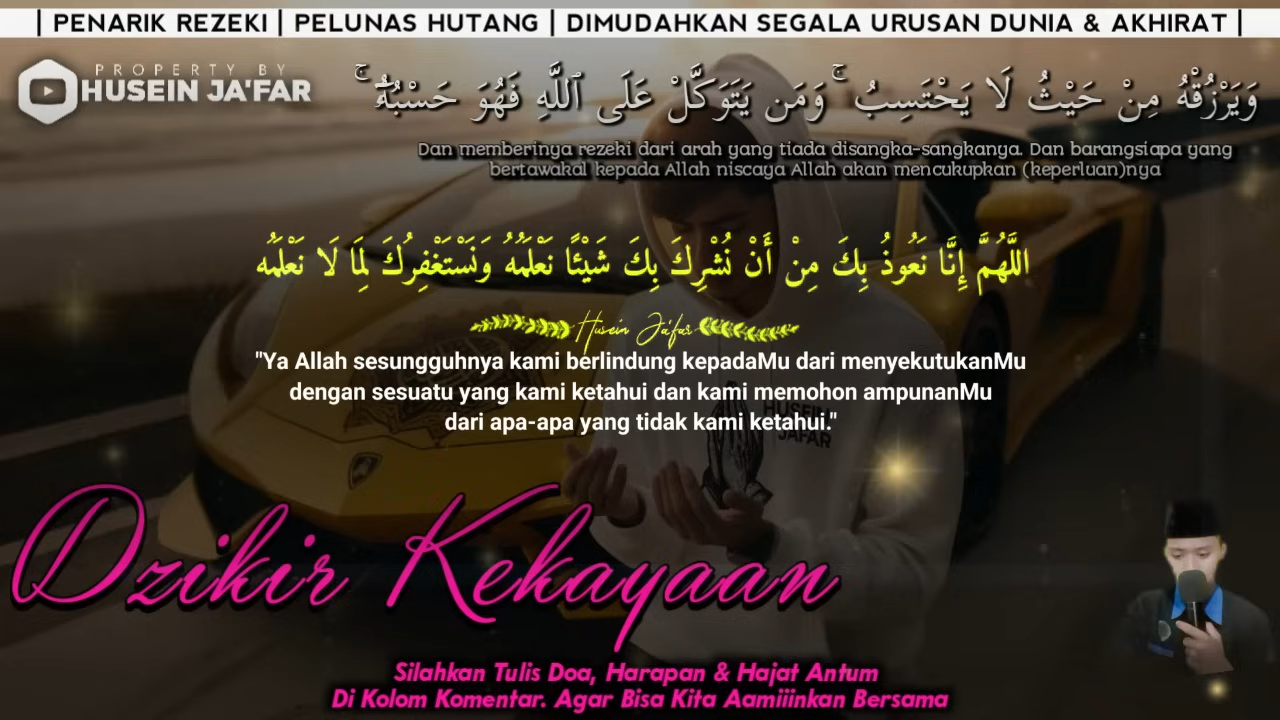 | PENARIK REZEKI | PELUNAS HUTANG | DIMUDAHKAN SEGALA URUSAN DUNIA & AKHIRAT |
PROPERTY BY
HUSEIN JA'FAR
وَيَرْزُقْهُ مِنْ حَيْثُ لَا يَحْتَسِبُ ۚ وَمَن يَتَوَكَّلْ عَلَى ٱللَّهِ فَهُوَ حَسْبُهُۥٓ ۚ
Dan memberinya rezeki dari arah yang tiada disangka-sangkanya. Dan barangsiapa yang
bertawakal kepada Allah niscaya Allah akan mencukupkan (keperluan)nya
اللَّهُمَّ إِنَّا نَعُوذُ بِكَ مِنْ أَنْ نُشْرِكَ بِكَ شَيْئًا نَعْلَمُهُ وَنَسْتَغْفِرُكَ لِمَا لَا نَعْلَمُه
Husein Ja'far
"Ya Allah sesungguhnya kami berlindung kepadaMu dari menyekutukanMu
dengan sesuatu yang kami ketahui dan kami memohon ampunanMu
dari apa-apa yang tidak kami ketahui."
HUSEIN
JAFAR
Dzikir Kekayaan
Silahkan Tulis Doa, Harapan & Hajat Antum
Di Kolom Komentar. Agar Bisa Kita Aamiiinkan Bersama